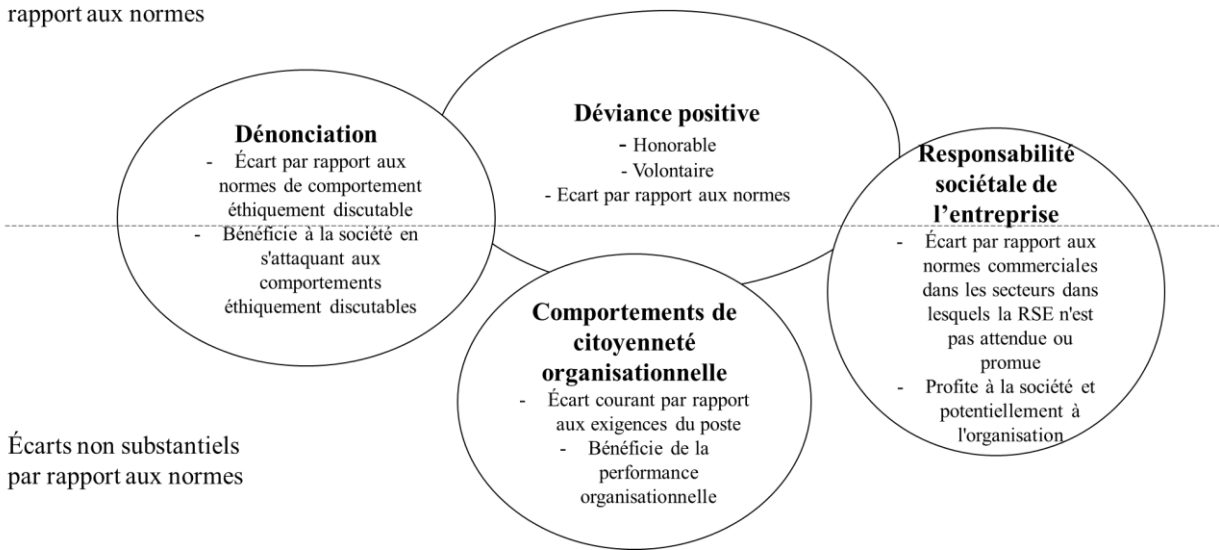 rapport aux normes
Dénonciation
- Écart par rapport aux
normes de comportement
éthiquement discutable
- Bénéficie à la société en
s'attaquant aux
comportements
éthiquement discutables
Déviance positive
- Honorable
- Volontaire
- Ecart par rapport aux normes
Responsabilité
sociétale de
l’entreprise
- Écart par rapport aux
normes commerciales
dans les secteurs dans
lesquels la RSE n'est
pas attendue ou
promue
- Profite à la société et
potentiellement à
l'organisation
Comportements de
citoyenneté
organisationnelle
- Écart courant par rapport
aux exigences du poste
- Bénéficie de la
performance
organisationnelle
Écarts non substantiels
par rapport aux normes